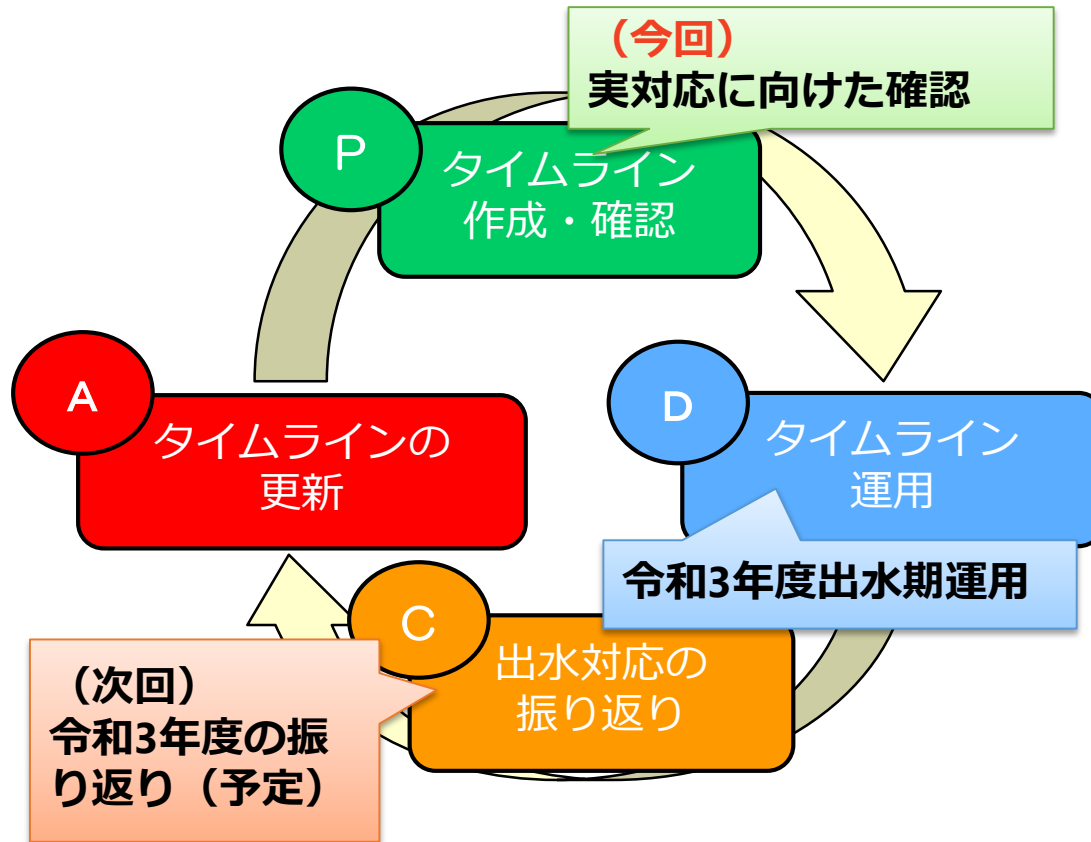 （今回）
実対応に向けた確認
P
タイムライン
作成・確認
A
タイムラインの
更新
D
タイムライン
運用
令和3年度出水期運用
C
出水対応の
振り返り
（次回）
令和3年度の振
り返り（予定）